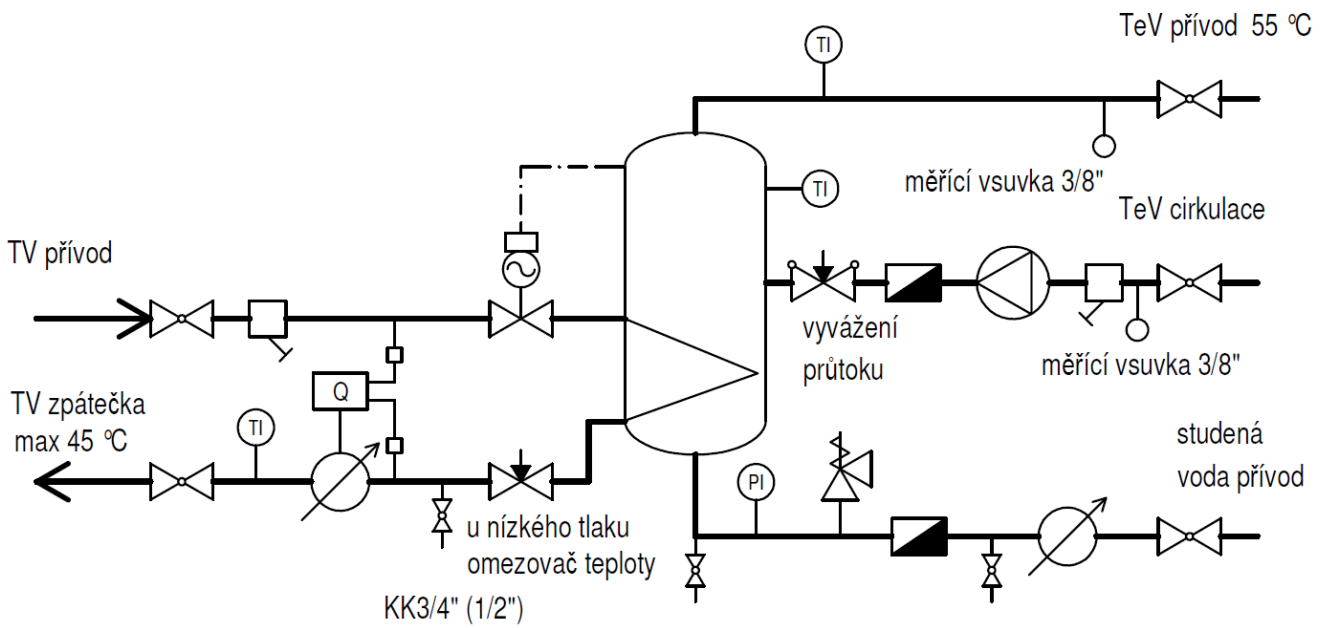 TeV přívod 55 °C
TI
měřící vsuvka 3/8"
TI
TeV cirkulace
TV přívod
vyvážení
průtoku
měřící vsuvka 3/8"
TV zpátečka
max 45 °C
Q
TI
studená
voda přívod
PI
u nízkého tlaku
omezovač teploty
KK3/4" (1/2")